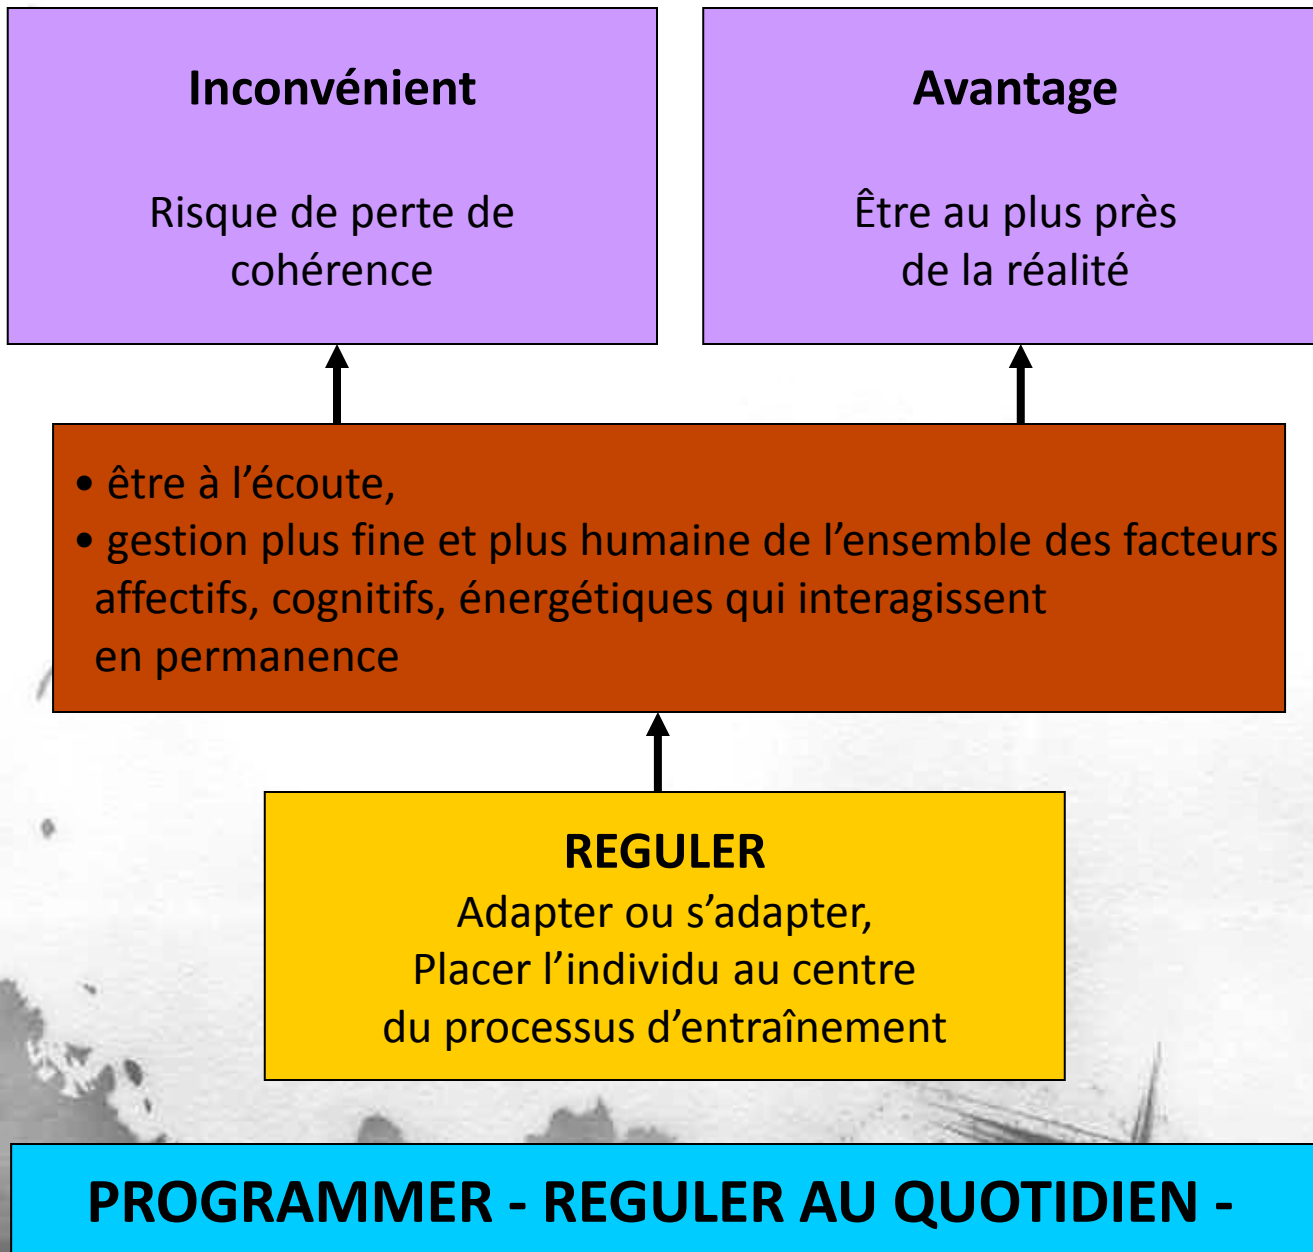 Inconvénient
Risque de perte de
cohérence
Avantage
Être au plus près
de la réalité
• être à l’écoute,
• gestion plus fine et plus humaine de l’ensemble des facteurs
affectifs, cognitifs, énergétiques qui interagissent
en permanence
REGULER
Adapter ou s’adapter,
Placer l’individu au centre
du processus d’entraînement
PROGRAMMER - REGULER AU QUOTIDIEN -